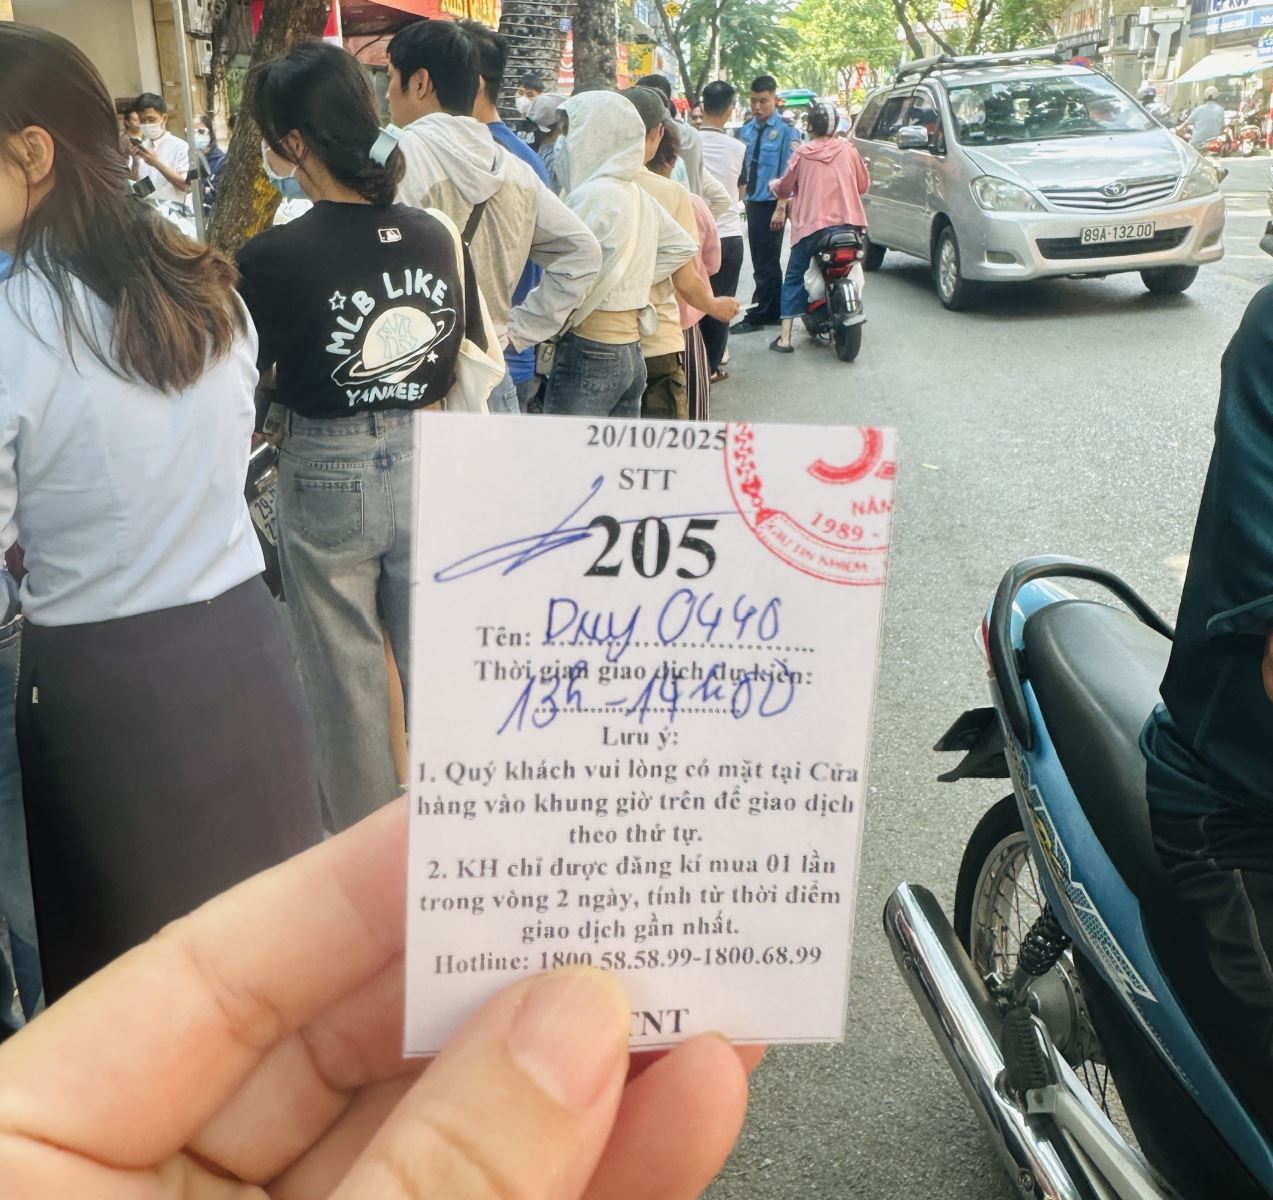 MLB LIKE
YANKEES
89A-132.00
20/10/2025
STT
205
NĂM
1989 -
Tên: Duy 0440
Thời gian giao dịch dự kiến:
13h - 14h00
Lưu ý:
1. Quý khách vui lòng có mặt tại Cửa
hàng vào khung giờ trên để giao dịch
theo thứ tự.
2. KH chỉ được đăng kí mua 01 lần
trong vòng 2 ngày, tính từ thời điểm
giao dịch gần nhất.
Hotline: 1800.58.58.99-1800.68.99
TNT